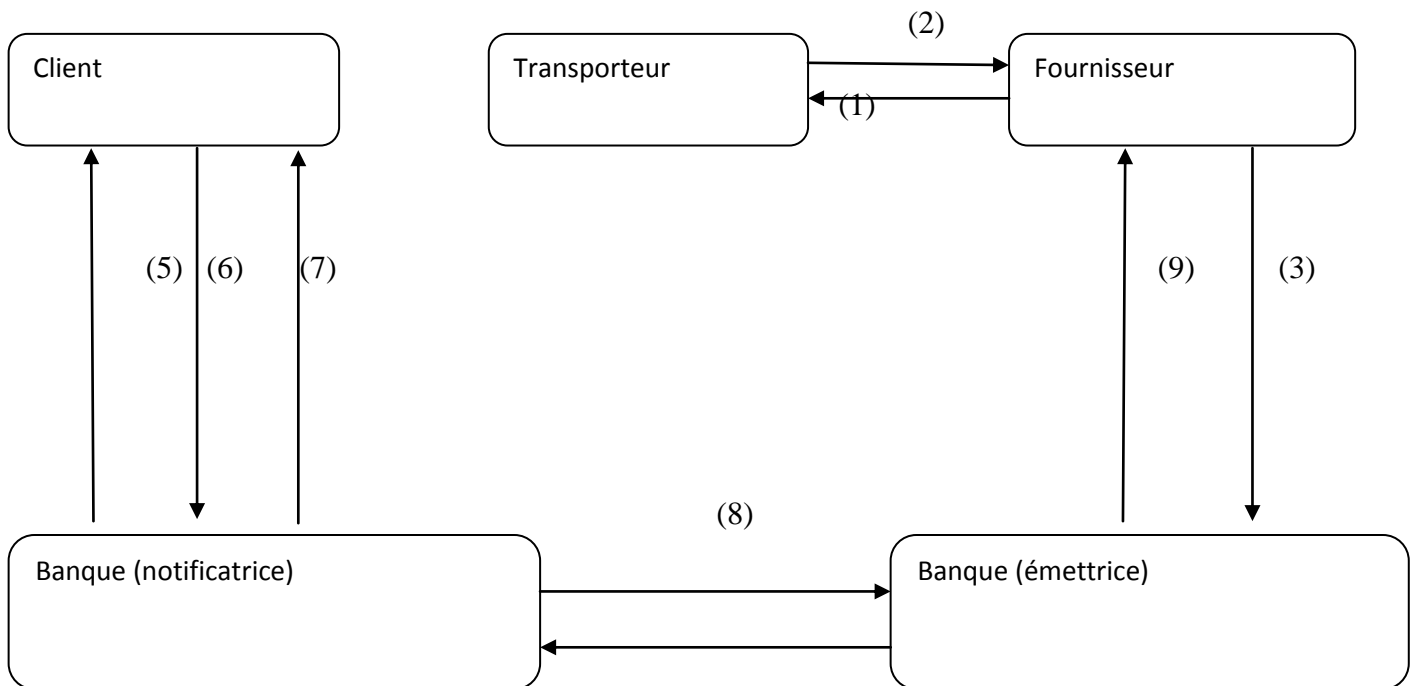 (2)
Client
Transporteur
Fournisseur
(1)
(5) (6) (7)
(9)
(3)
(8)
Banque (notificatrice)
Banque (émettrice)